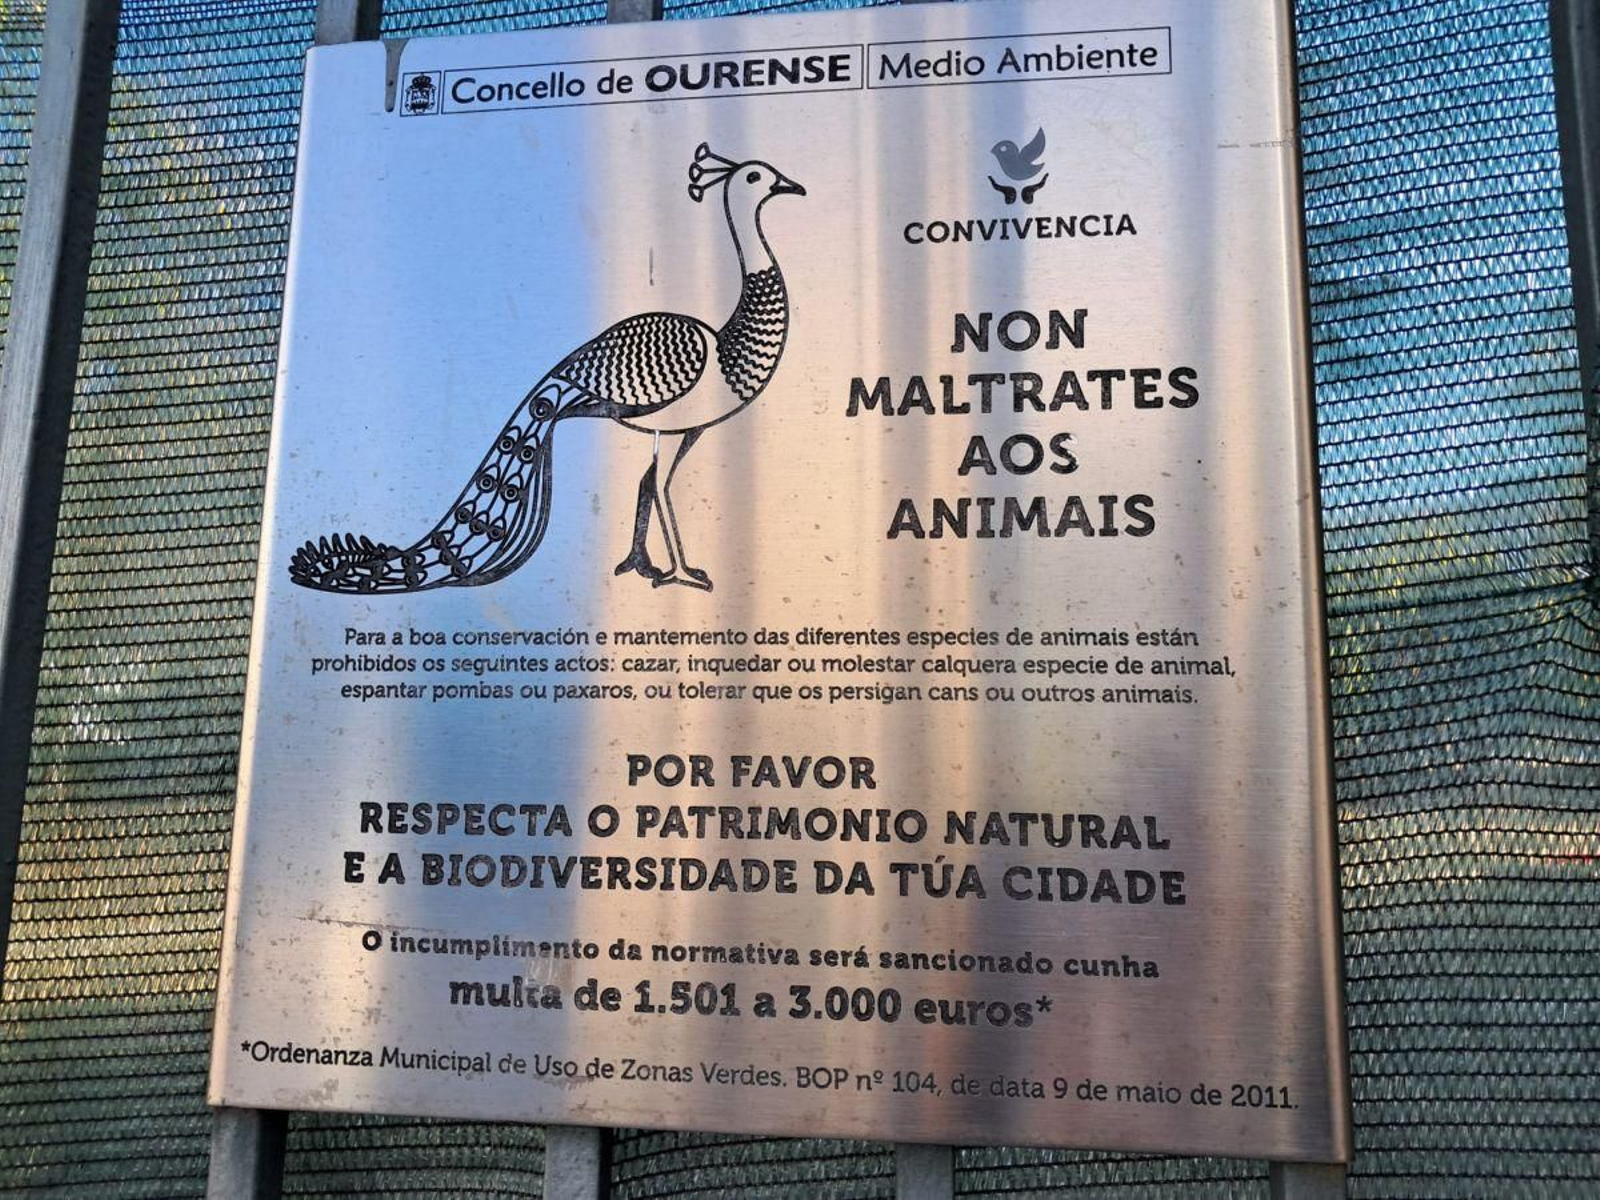 Concello de OURENSE Medio Ambiente
CONVIVENCIA
NON
MALTRATES
AOS
ANIMAIS
Para a boa conservación e mantemento das diferentes especies de animais están
prohibidos os seguintes actos: cazar, inquedar ou molestar calquera especie de animal,
espantar pombas ou paxaros, ou tolerar que os persigan cans ou outros animais.
POR FAVOR
RESPECTA O PATRIMONIO NATURAL
E A BIODIVERSIDADE DA TÚA CIDADE
O incumplimento da normativa será sancionado cunha
multa de 1.501 a 3.000 euros*
*Ordenanza Municipal de Uso de Zonas Verdes. BOP nº 104, de data 9 de maio de 2011.